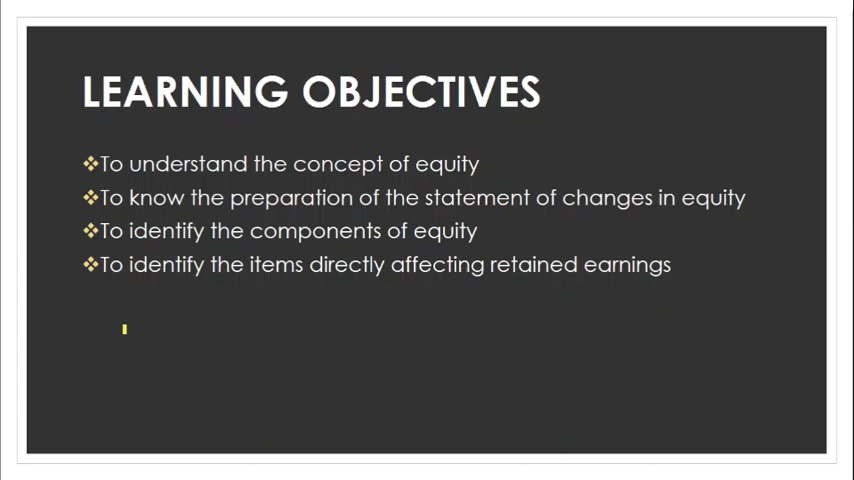 LEARNING OBJECTIVES
❖To understand the concept of equity
❖To know the preparation of the statement of changes in equity
❖To identify the components of equity
❖To identify the items directly affecting retained earnings